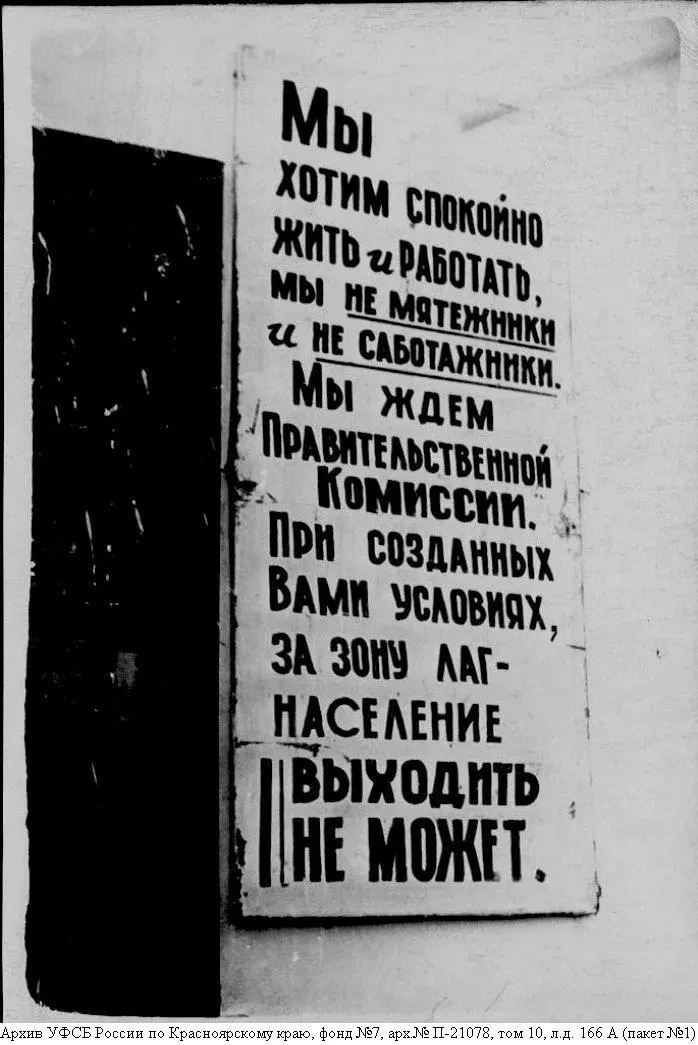 Мы
хотим спокойно
жить и работать,
мы не мятежники
и не саботажники.
Мы ждем
Правительственной
Комиссии.
При созданных
Вами условиях,
за зону лаг-
население
выходить
не может.
Архив УФСБ России по Красноярскому краю, фонд №7, арх.№ П-21078, том 10, л.д. 166 А (пакет №1)